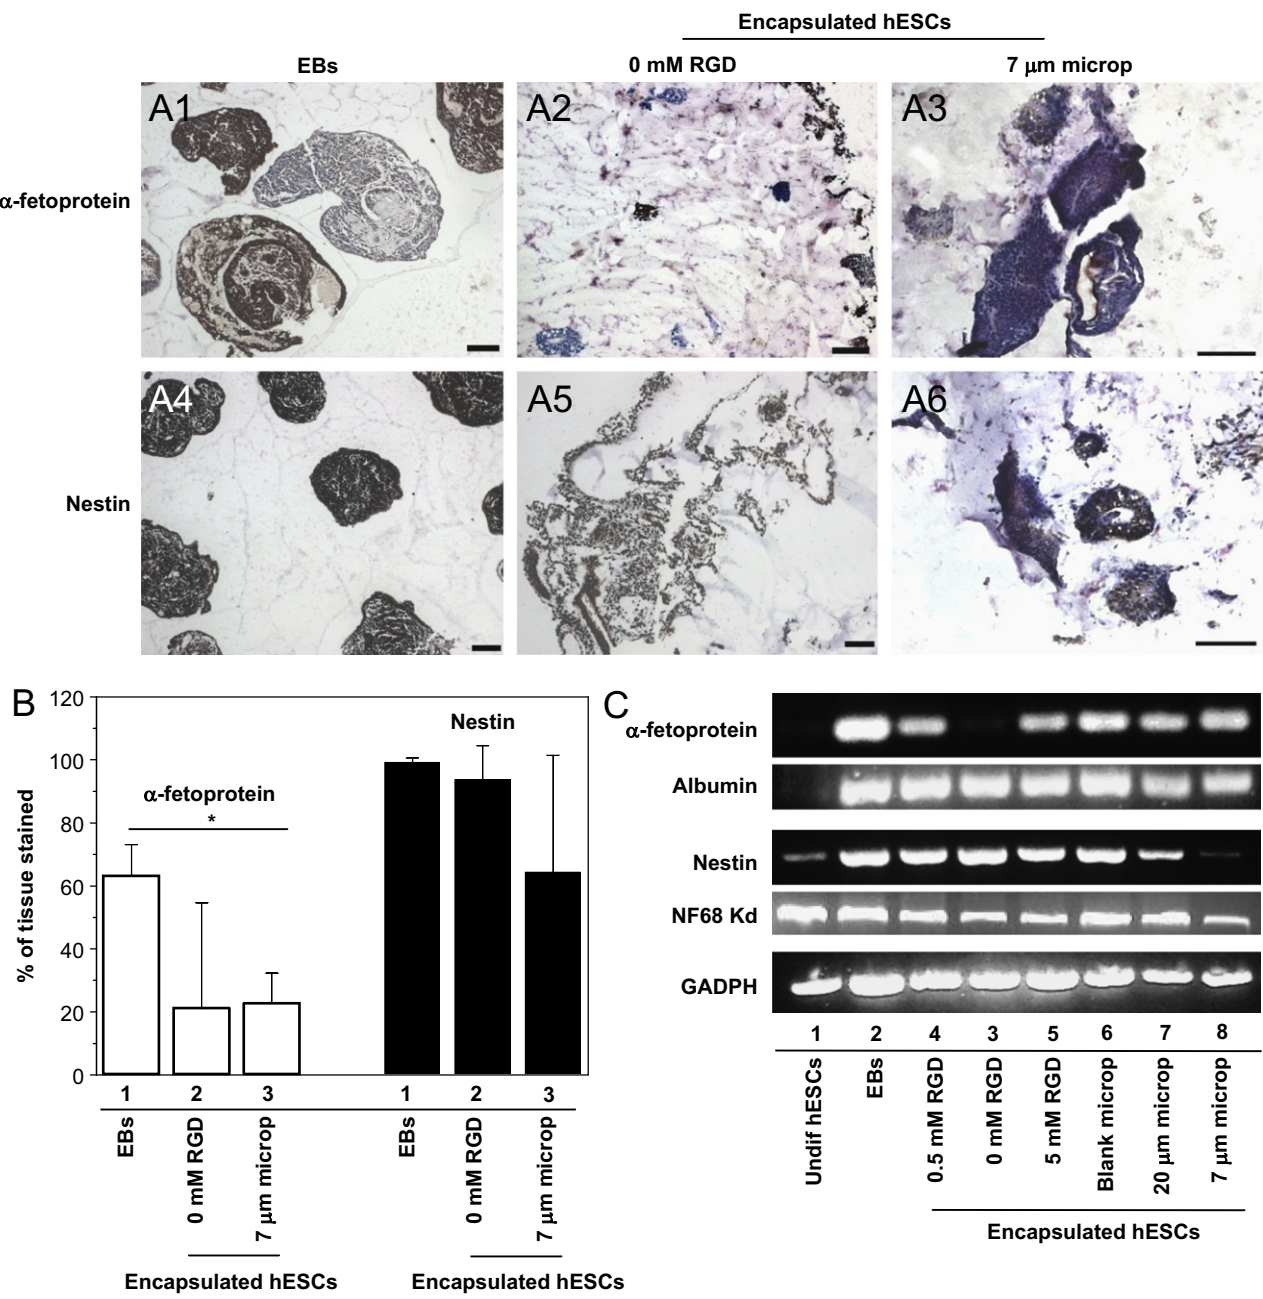 Encapsulated hESCs
EBs
0 mM RGD
7 μm microp
α-fetoprotein
A1
A2
A3
Nestin
A4
A5
A6
B
% of tissue stained
120
100
80
60
40
20
0
α-fetoprotein
*
Nestin
1
2
3
1
2
3
EBs
0 mM RGD
7 μm microp
EBs
0 mM RGD
7 μm microp
Encapsulated hESCs
Encapsulated hESCs
C
α-fetoprotein
Albumin
Nestin
NF68 Kd
GADPH
1
2
4
3
5
6
7
8
Undif hESCs
EBs
0.5 mM RGD
0 mM RGD
5 mM RGD
Blank microp
20 μm microp
7 μm microp
Encapsulated hESCs